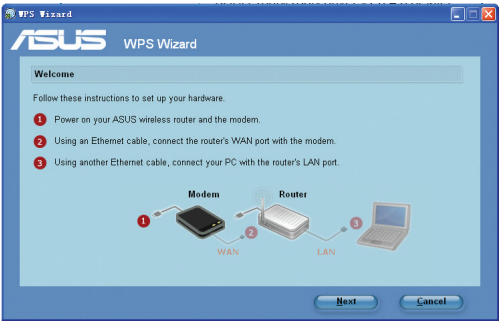 WPS Wizard
ASUS WPS Wizard
Welcome
Follow these instructions to set up your hardware.
1 Power on your ASUS wireless router and the modem.
2 Using an Ethernet cable, connect the router's WAN port with the modem.
3 Using another Ethernet cable, connect your PC with the router's LAN port.
Modem Router
1 2 3
WAN LAN
Next Cancel